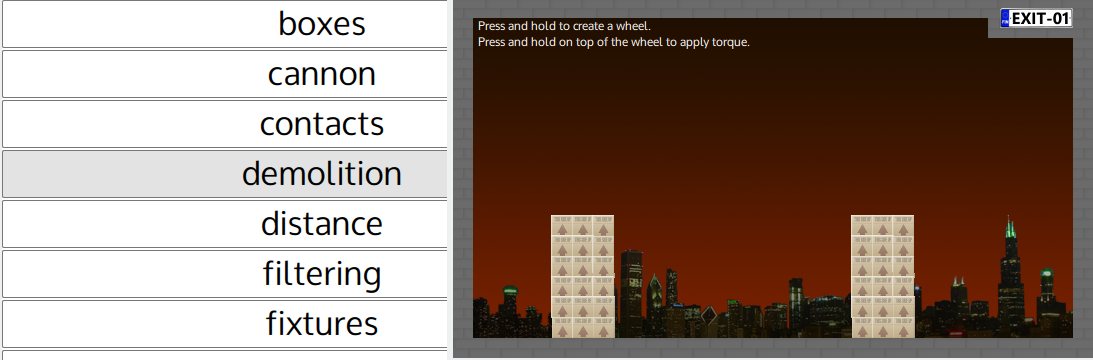 boxes
cannon
contacts
demolition
distance
filtering
fixtures
Press and hold to create a wheel.
Press and hold on top of the wheel to apply torque.
EXIT-01